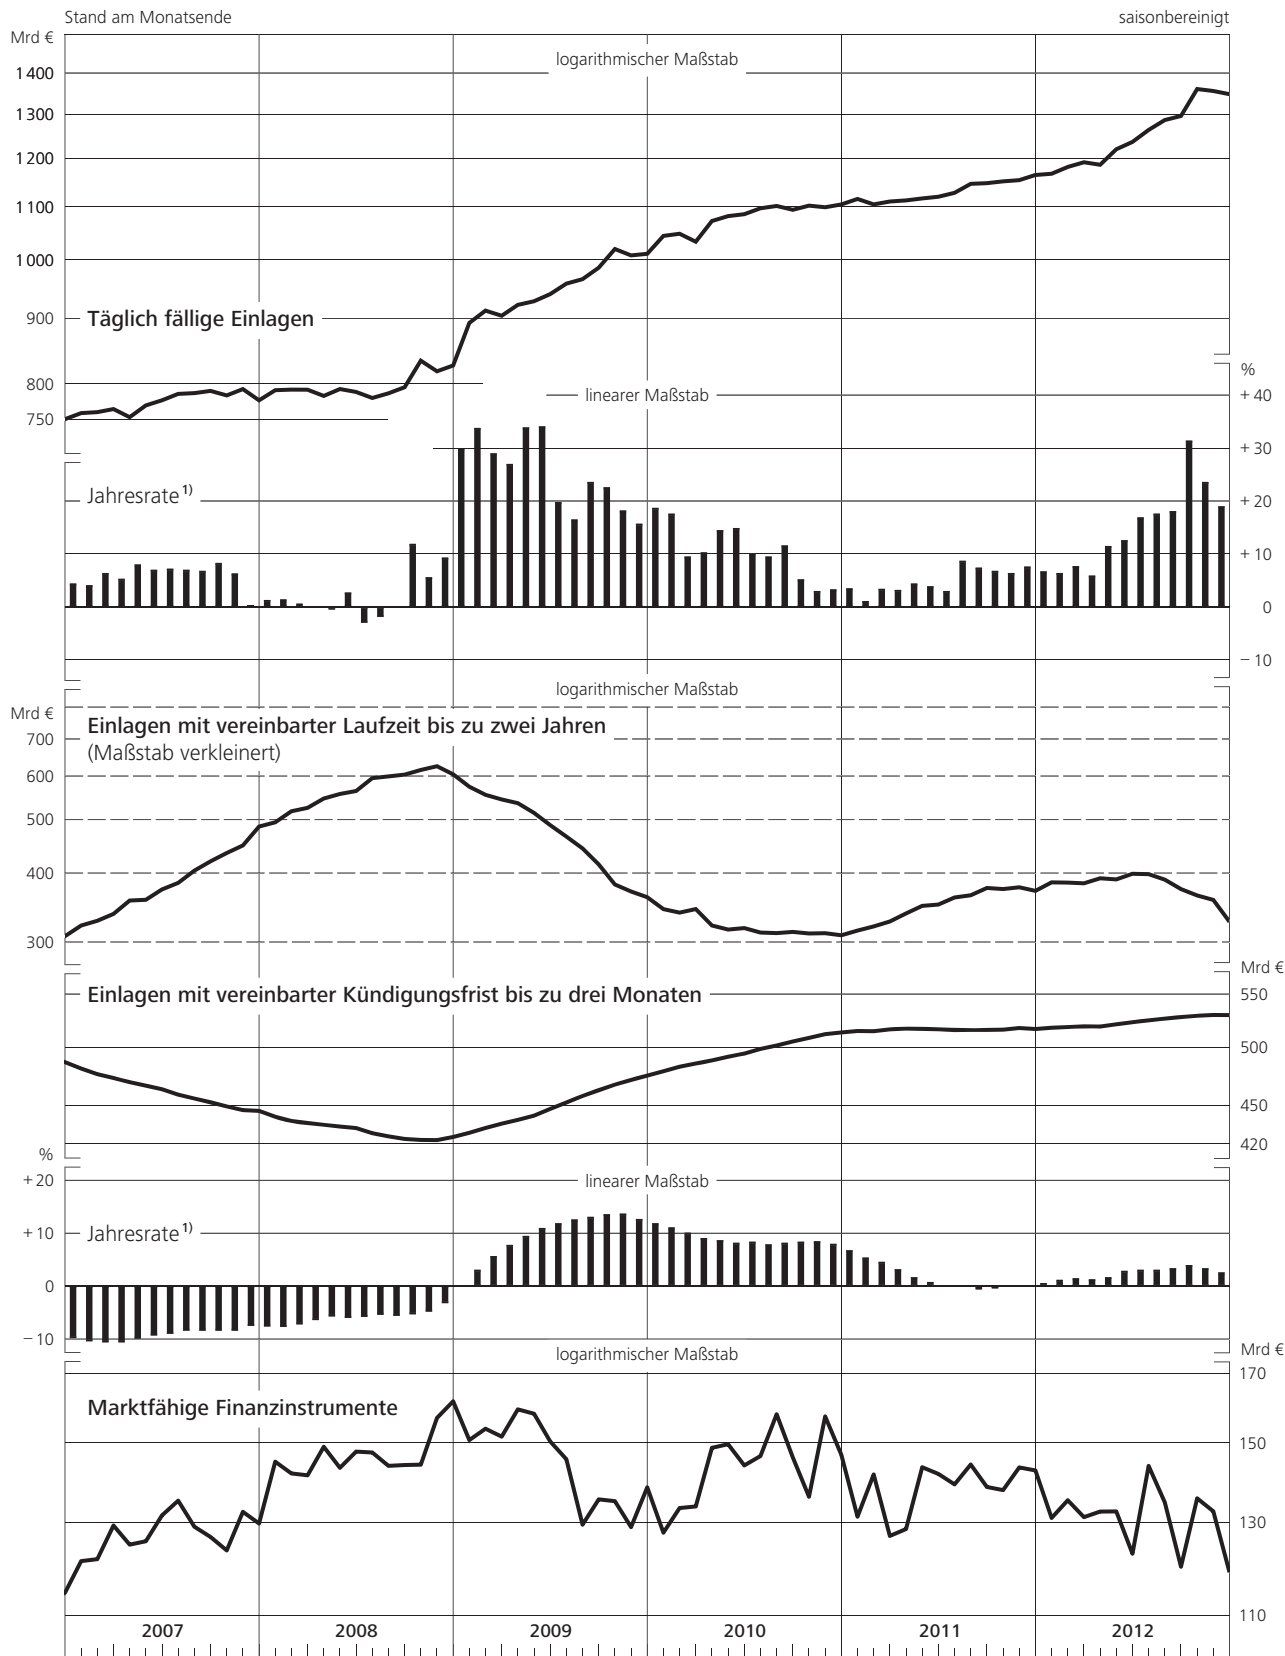 Stand am Monatsende
saisonbereinigt
Mrd €
logarithmischer Maßstab
1 400
1 300
1 200
1 100
1 000
900
Täglich fällige Einlagen
800
750
%
linearer Maßstab
+ 40
+ 30
Jahresrate 1)
+ 20
+ 10
0
− 10
logarithmischer Maßstab
Mrd €
Einlagen mit vereinbarter Laufzeit bis zu zwei Jahren
700
(Maßstab verkleinert)
600
500
400
300
Mrd €
Einlagen mit vereinbarter Kündigungsfrist bis zu drei Monaten
550
500
450
420
%
+ 20
linearer Maßstab
+ 10
Jahresrate 1)
0
− 10
logarithmischer Maßstab
Mrd €
170
Marktfähige Finanzinstrumente
150
130
110
2007 2008 2009 2010 2011 2012